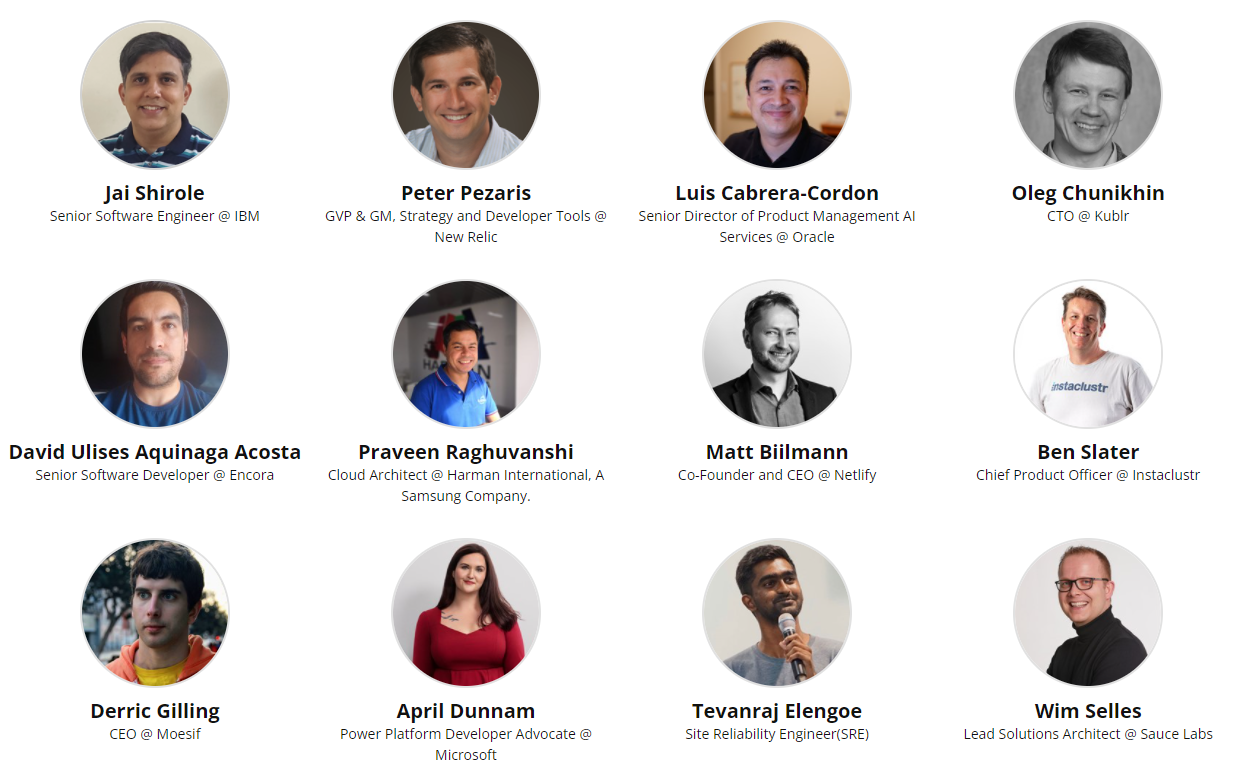 Jai Shirole
Senior Software Engineer @ IBM
Peter Pezaris
GVP & GM, Strategy and Developer Tools @
New Relic
Luis Cabrera-Cordon
Senior Director of Product Management AI
Services @ Oracle
Oleg Chunikhin
CTO @ Kublr
HARMAN
instaclustr
David Ulises Aquinaga Acosta
Senior Software Developer @ Encora
Praveen Raghuvanshi
Cloud Architect @ Harman International, A
Samsung Company.
Matt Biilmann
Co-Founder and CEO @ Netlify
Ben Slater
Chief Product Officer @ Instaclustr
Derric Gilling
CEO @ Moesif
April Dunnam
Power Platform Developer Advocate @
Microsoft
Tevanraj Elengoe
Site Reliability Engineer(SRE)
Wim Selles
Lead Solutions Architect @ Sauce Labs